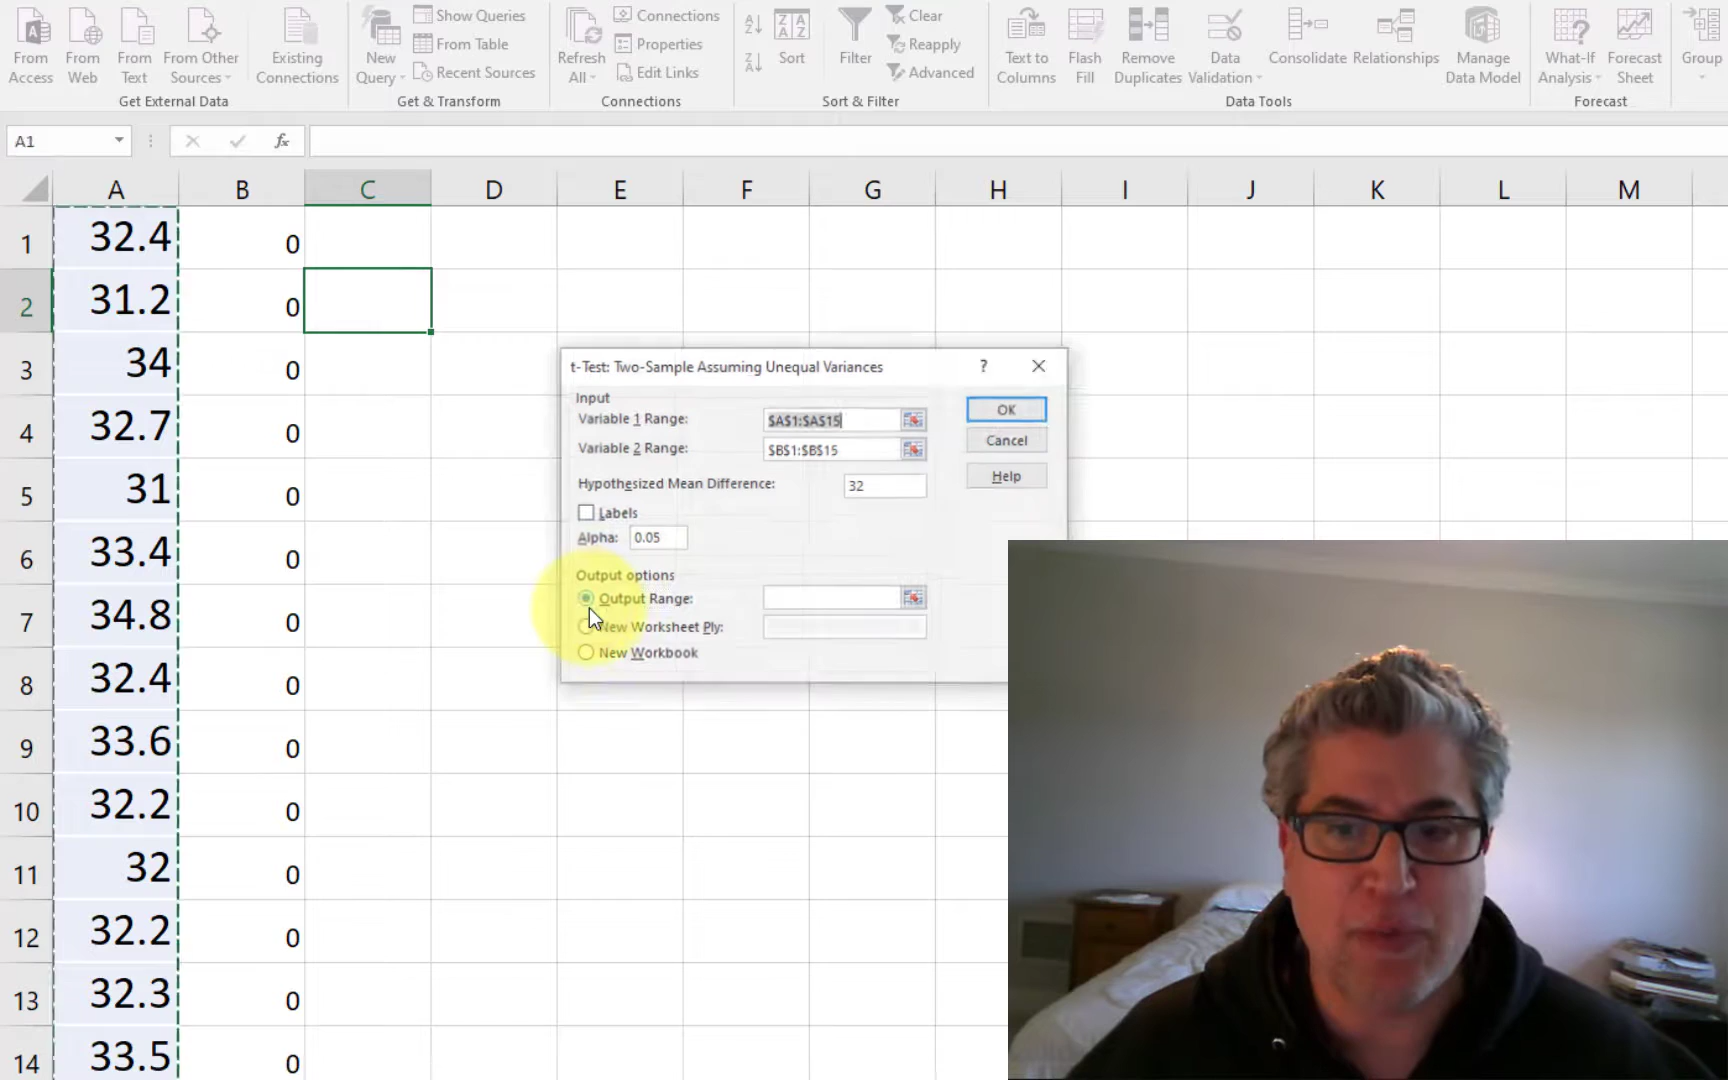 Show Queries
Connections
Clear
From Table
Properties
Reapply
Recent Sources
Edit Links
Advanced
From Access
From Web
From Text
From Other Sources
Existing Connections
New Query
Refresh All
Sort
Filter
Text to Columns
Flash Fill
Remove Duplicates
Data Validation
Consolidate
Relationships
Manage Data Model
What-If Analysis
Forecast Sheet
Group
Get External Data
Get & Transform
Connections
Sort & Filter
Data Tools
Forecast
A1
fx
A B C D E F G H I J K L M
1 32.4 0
2 31.2 0
3 34 0
4 32.7 0
5 31 0
6 33.4 0
7 34.8 0
8 32.4 0
9 33.6 0
10 32.2 0
11 32 0
12 32.2 0
13 32.3 0
14 33.5 0
t-Test: Two-Sample Assuming Unequal Variances ?
Input
Variable 1 Range: $A$1:$A$15
Variable 2 Range: $B$1:$B$15
Hypothesized Mean Difference: 32
Labels
Alpha: 0.05
Output options
Output Range:
New Worksheet Ply:
New Workbook
OK
Cancel
Help